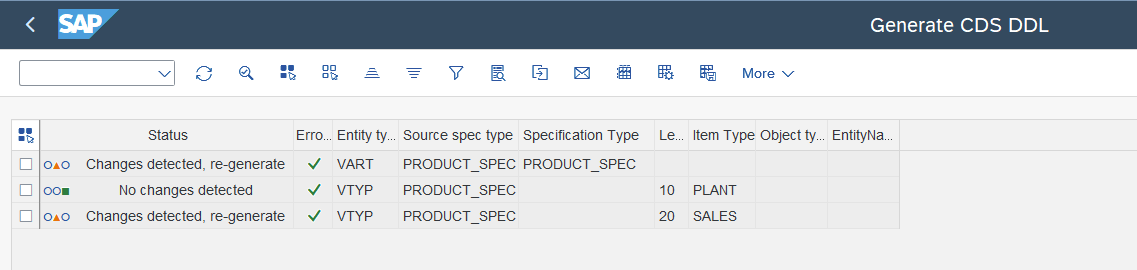 SAP Generate CDS DDL
More
Status Erro... Entity ty... Source spec type Specification Type Le... Item Type Object ty... EntityNa...
Changes detected, re-generate VART PRODUCT_SPEC PRODUCT_SPEC
No changes detected VTYP PRODUCT_SPEC 10 PLANT
Changes detected, re-generate VTYP PRODUCT_SPEC 20 SALES